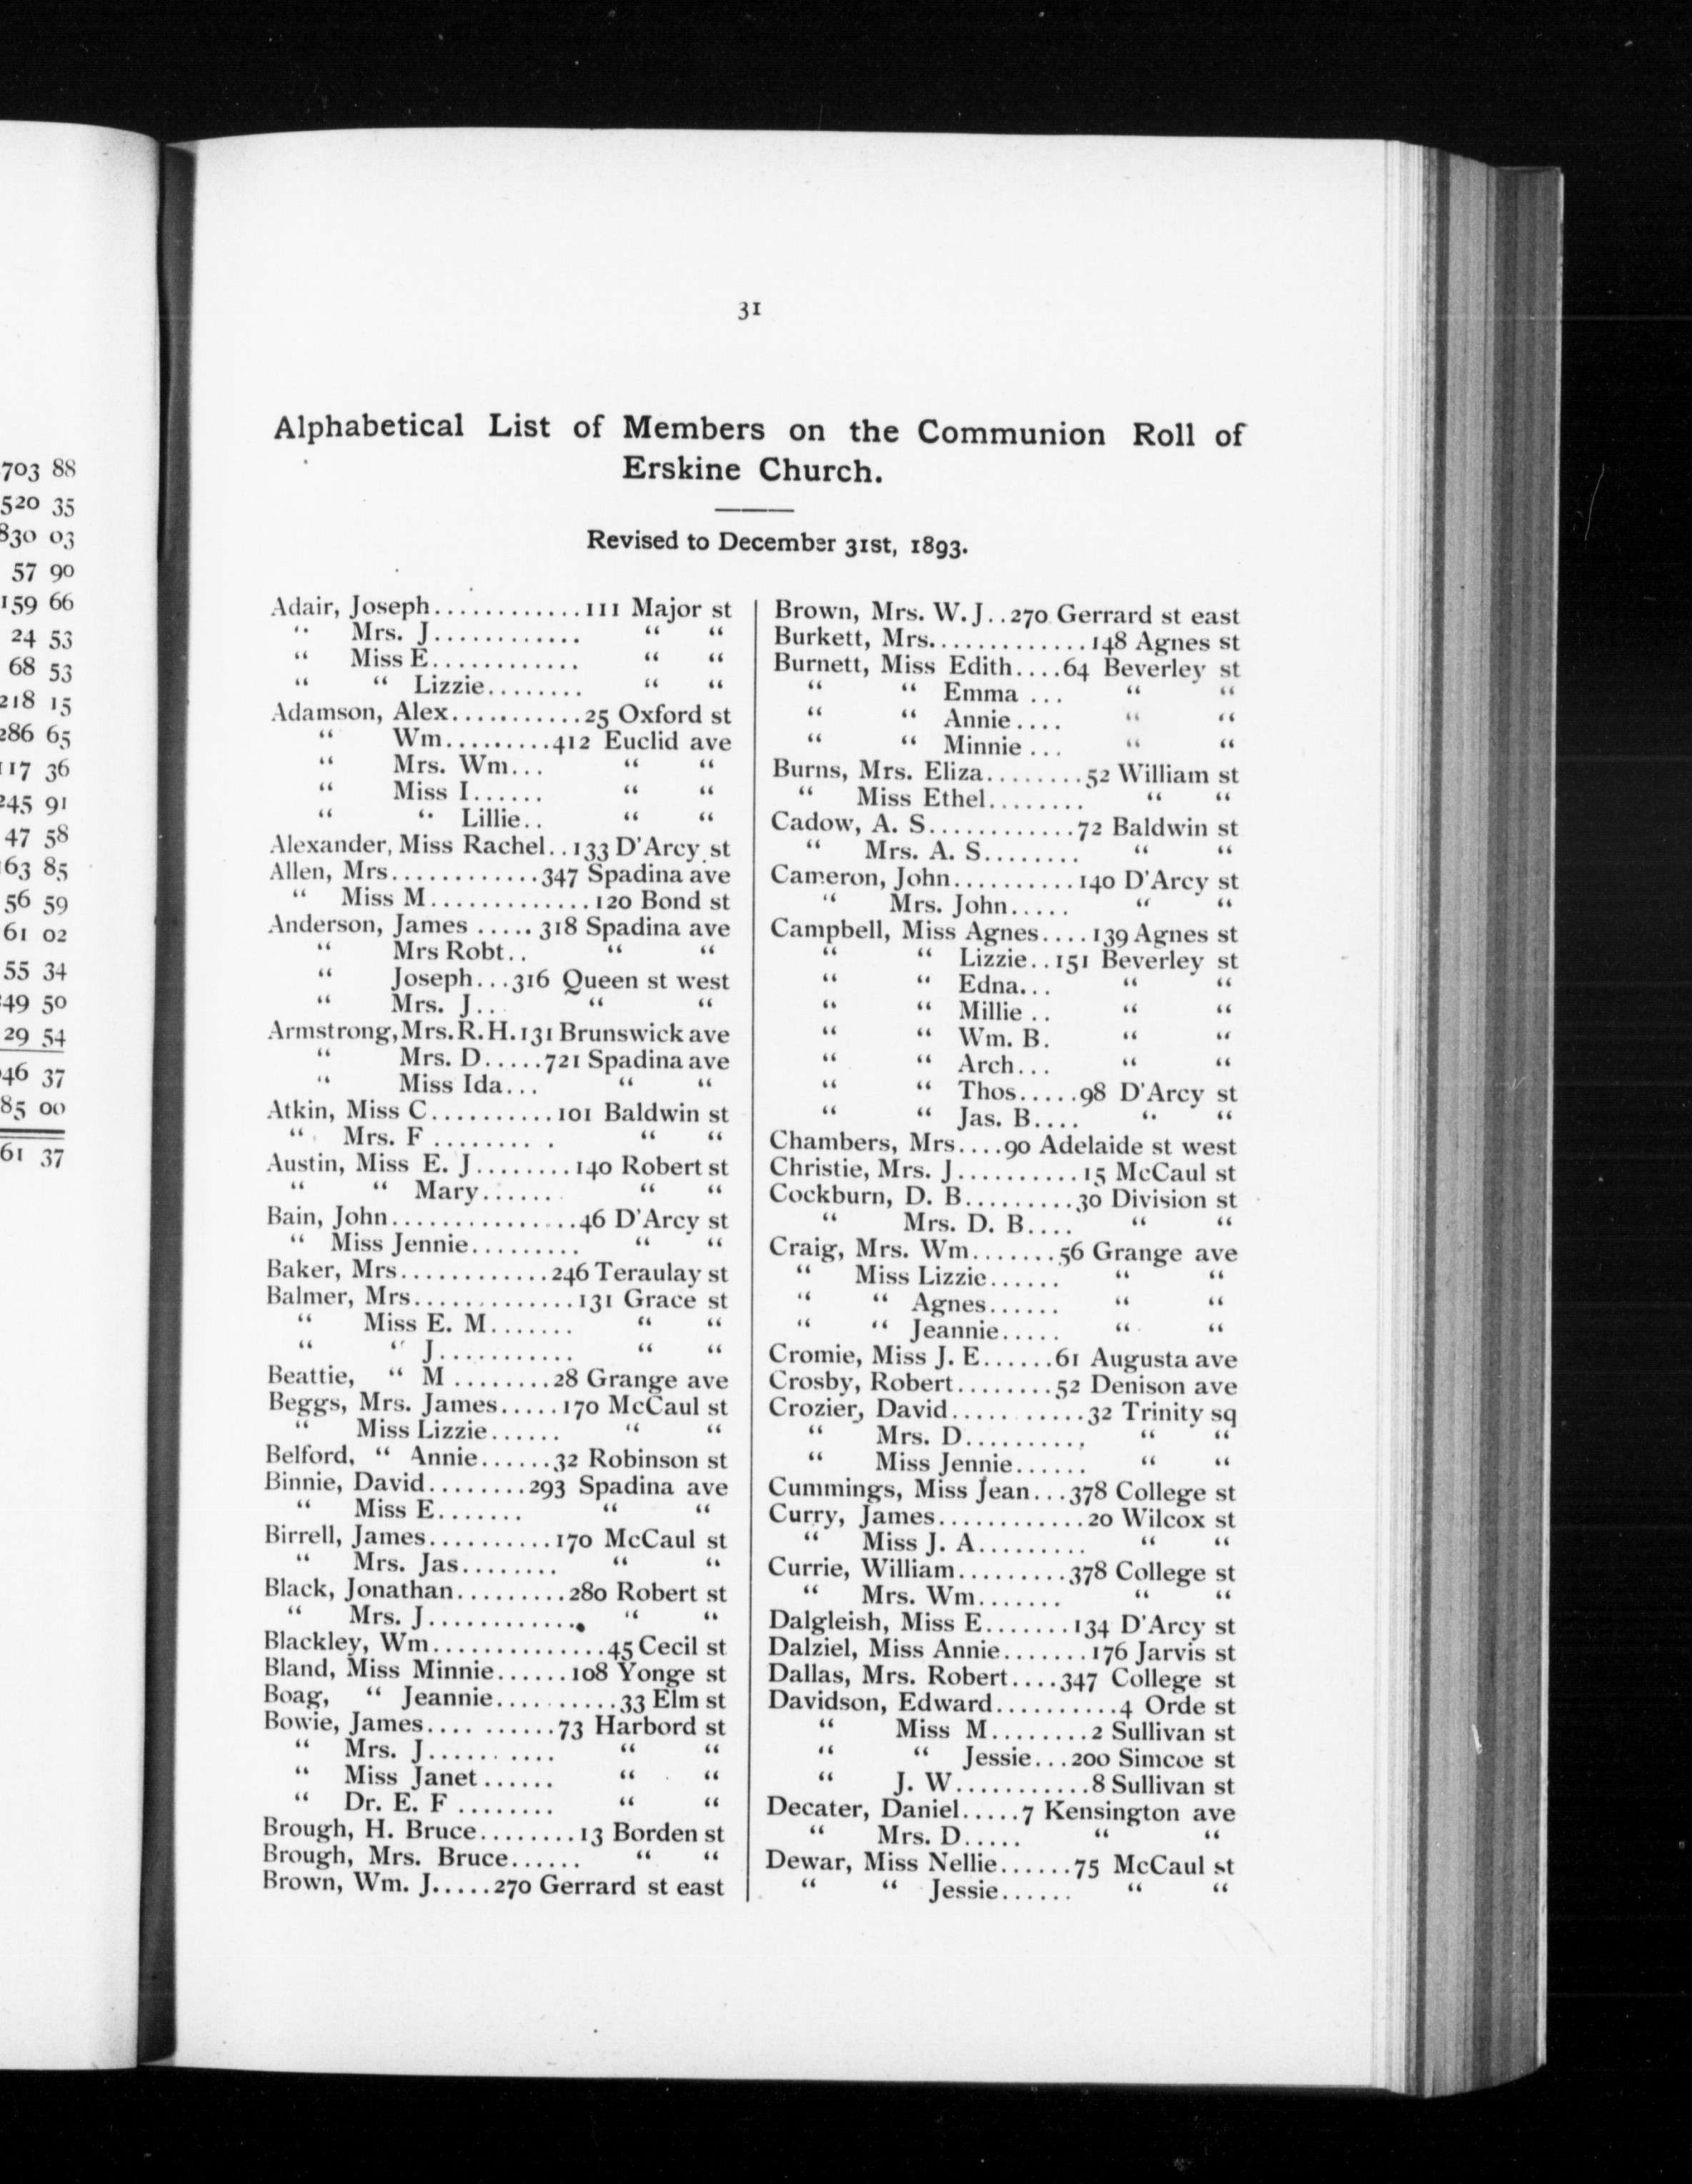 703 88
520 35
830 03
57 90
159 66
24 53
68 53
218 15
286 65
117 36
245 91
47 58
63 85
56 59
61 02
55 34
49 50
29 54
46 37
85 00
61 37
31
Alphabetical List of Members on the Communion Roll of
Erskine Church.
Revised to December 31st, 1893.
Adair, Joseph............111 Major st
“ Mrs. J............ “ “
“ Miss E............ “ “
“ “ Lizzie........ “ “
Adamson, Alex...........25 Oxford st
“ Wm.........412 Euclid ave
“ Mrs. Wm... “ “
“ Miss I...... “ “
“ “ Lillie.. “ “
Alexander, Miss Rachel..133 D'Arcy st
Allen, Mrs............347 Spadina ave
“ Miss M.............120 Bond st
Anderson, James .....318 Spadina ave
“ Mrs Robt.. “ “
“ Joseph...316 Queen st west
“ Mrs. J... “ “
Armstrong, Mrs. R. H. 131 Brunswick ave
“ Mrs. D.....721 Spadina ave
“ Miss Ida... “ “
Atkin, Miss C..........101 Baldwin st
“ Mrs. F ........ . “ “
Austin, Miss E. J........140 Robert st
“ “ Mary....... “ “
Bain, John...............46 D'Arcy st
“ Miss Jennie......... “ “
Baker, Mrs............246 Teraulay st
Balmer, Mrs.............131 Grace st
“ Miss E. M....... “ “
“ “ J........... “ “
Beattie, “ M ........28 Grange ave
Beggs, Mrs. James.....170 McCaul st
“ Miss Lizzie...... “ “
Belford, “ Annie......32 Robinson st
Binnie, David........293 Spadina ave
“ Miss E....... “ “
Birrell, James..........170 McCaul st
“ Mrs. Jas........ “ “
Black, Jonathan.........280 Robert st
“ Mrs. J............. “ “
Blackley, Wm..............45 Cecil st
Bland, Miss Minnie......108 Yonge st
Boag, “ Jeannie..........33 Elm st
Bowie, James.... ......73 Harbord st
“ Mrs. J.......... “ “
“ Miss Janet...... “ “
“ Dr. E. F ........ “ “
Brough, H. Bruce........13 Borden st
Brough, Mrs. Bruce...... “ “
Brown, Wm. J.....270 Gerrard st east
Brown, Mrs. W. J..270 Gerrard st east
Burkett, Mrs.............148 Agnes st
Burnett, Miss Edith....64 Beverley st
“ “ Emma ... “ “
“ “ Annie.... “ “
“ “ Minnie ... “ “
Burns, Mrs. Eliza........52 William st
“ Miss Ethel........ “ “
Cadow, A. S............72 Baldwin st
“ Mrs. A. S........ “ “
Cameron, John..........140 D'Arcy st
“ Mrs. John..... “ “
Campbell, Miss Agnes....139 Agnes st
“ “ Lizzie..151 Beverley st
“ “ Edna... “ “
“ “ Millie .. “ “
“ “ Wm. B. “ “
“ “ Arch... “ “
“ “ Thos.....98 D'Arcy st
“ “ Jas. B.... “ “
Chambers, Mrs....90 Adelaide st west
Christie, Mrs. J..........15 McCaul st
Cockburn, D. B.........30 Division st
“ Mrs. D. B.... “ “
Craig, Mrs. Wm.......56 Grange ave
“ Miss Lizzie...... “ “
“ “ Agnes...... “ “
“ “ Jeannie..... “ “
Cromie, Miss J. E......61 Augusta ave
Crosby, Robert........52 Denison ave
Crozier, David...........32 Trinity sq
“ Mrs. D.......... “ “
“ Miss Jennie...... “ “
Cummings, Miss Jean...378 College st
Curry, James............20 Wilcox st
“ Miss J. A......... “ “
Currie, William.........378 College st
“ Mrs. Wm....... “ “
Dalgleish, Miss E.......134 D'Arcy st
Dalziel, Miss Annie.......176 Jarvis st
Dallas, Mrs. Robert....347 College st
Davidson, Edward..........4 Orde st
“ Miss M........2 Sullivan st
“ “ Jessie...200 Simcoe st
“ J. W...........8 Sullivan st
Decater, Daniel.....7 Kensington ave
“ Mrs. D..... “ “
Dewar, Miss Nellie......75 McCaul st
“ “ Jessie...... “ “